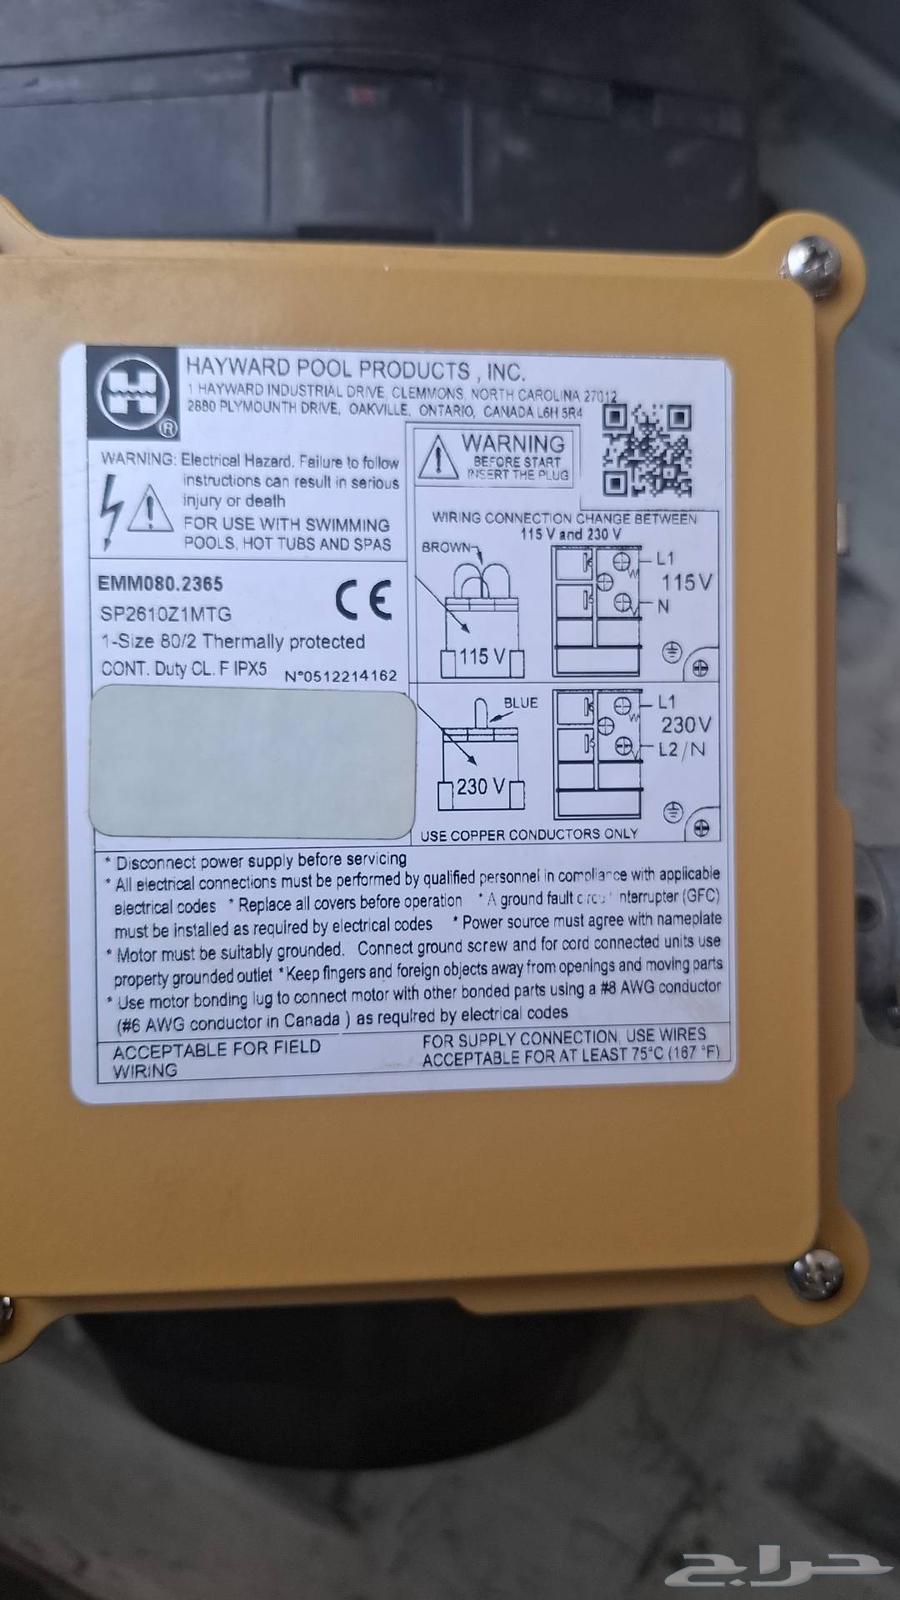 HAYWARD POOL PRODUCTS , INC.
1 HAYWARD INDUSTRIAL DRIVE, CLEMMONS, NORTH CAROLINA 27012
2880 PLYMOUTH DRIVE, OAKVILLE, ONTARIO, CANADA L6H 5R4
®
WARNING: Electrical Hazard. Failure to follow
instructions can result in serious
injury or death
FOR USE WITH SWIMMING
POOLS, HOT TUBS AND SPAS
WARNING
BEFORE START
INSERT THE PLUG
EMM080.2365
SP2610Z1MTG
1-Size 80/2 Thermally protected
CONT. Duty CL. F IPX5 N°0512214162
CE
WIRING CONNECTION CHANGE BETWEEN
115 V and 230 V
BROWN
115 V
L1
115V
N
BLUE
230 V
L1
230V
L2/N
USE COPPER CONDUCTORS ONLY
* Disconnect power supply before servicing
* All electrical connections must be performed by qualified personnel in compliance with applicable
electrical codes * Replace all covers before operation * A ground fault circu interrupter (GFC)
must be installed as required by electrical codes * Power source must agree with nameplate
* Motor must be suitably grounded. Connect ground screw and for cord connected units use
property grounded outlet * Keep fingers and foreign objects away from openings and moving parts
* Use motor bonding lug to connect motor with other bonded parts using a #8 AWG conductor
(#6 AWG conductor in Canada ) as required by electrical codes
ACCEPTABLE FOR FIELD
WIRING
FOR SUPPLY CONNECTION, USE WIRES
ACCEPTABLE FOR AT LEAST 75°C (167 °F)
حراج